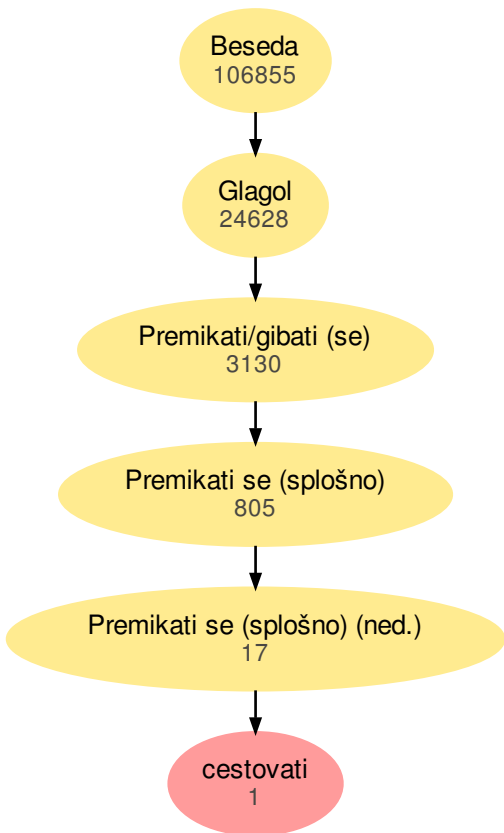 Beseda
106855
Glagol
24628
Premikati/gibati (se)
3130
Premikati se (splošno)
805
Premikati se (splošno) (ned.)
17
cestovati
1